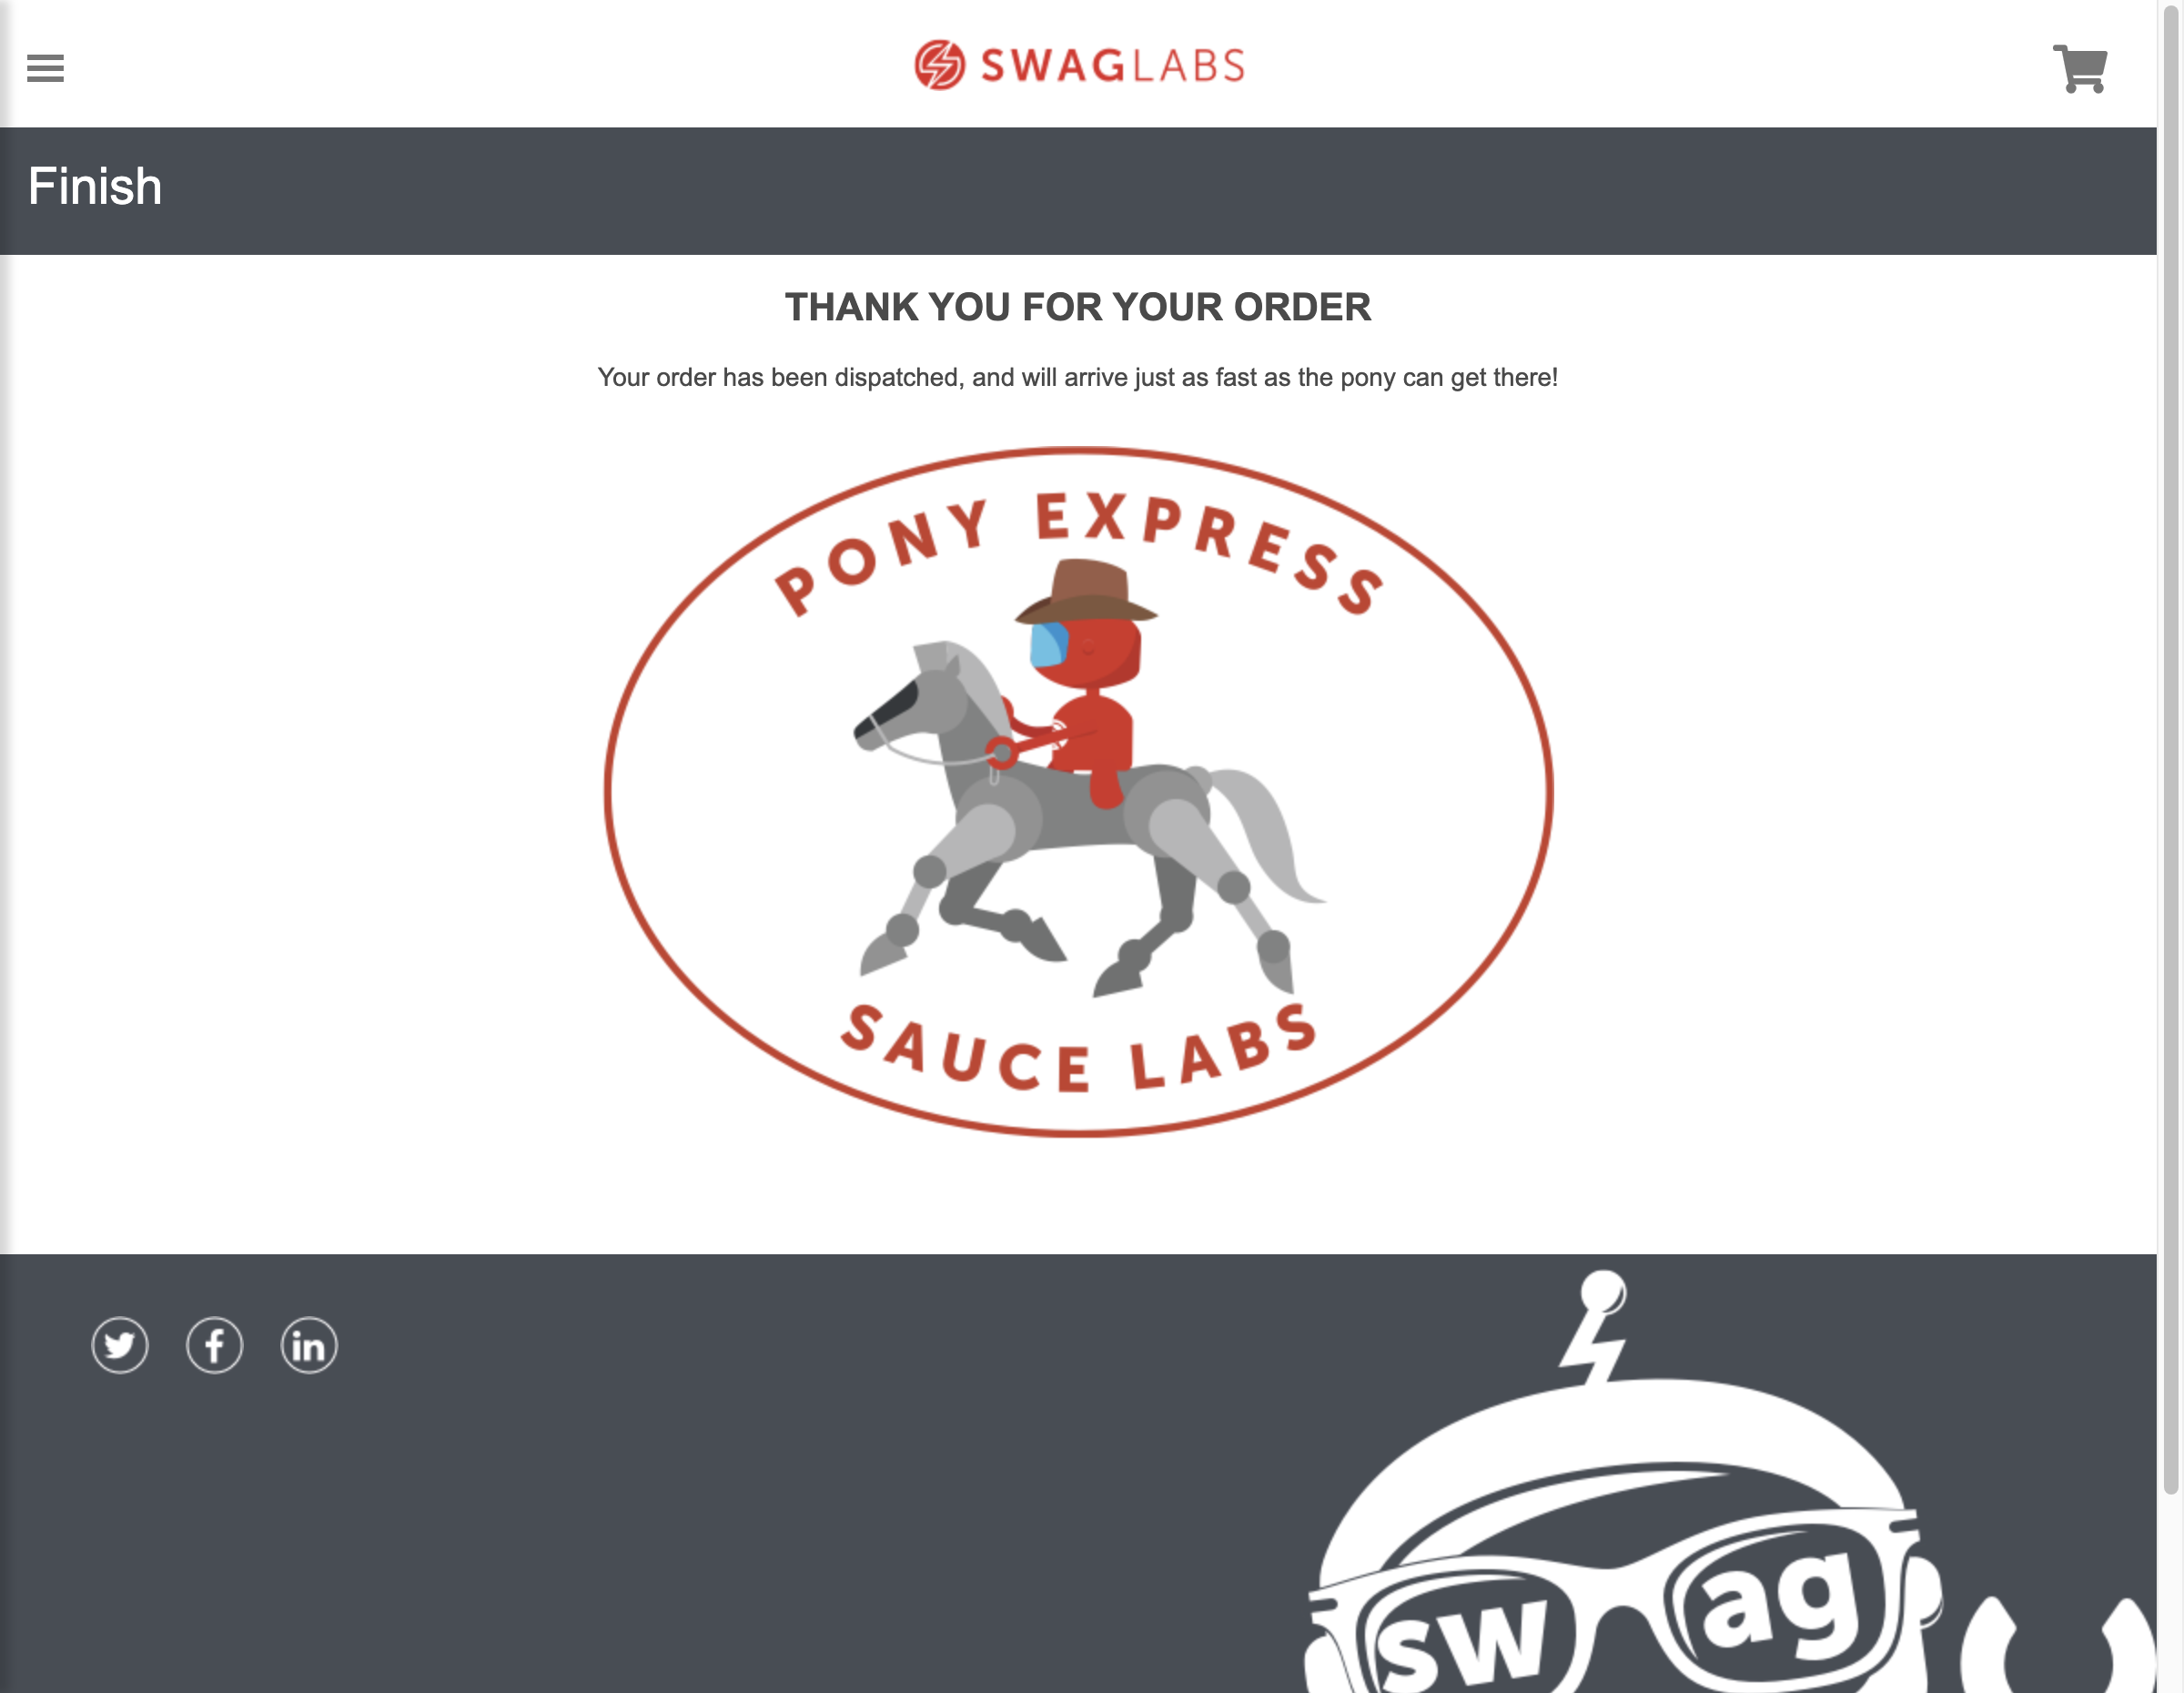 SWAGLABS
Finish
THANK YOU FOR YOUR ORDER
Your order has been dispatched, and will arrive just as fast as the pony can get there!
PONY EXPRESS
SAUCE LABS
f
in
sw ag